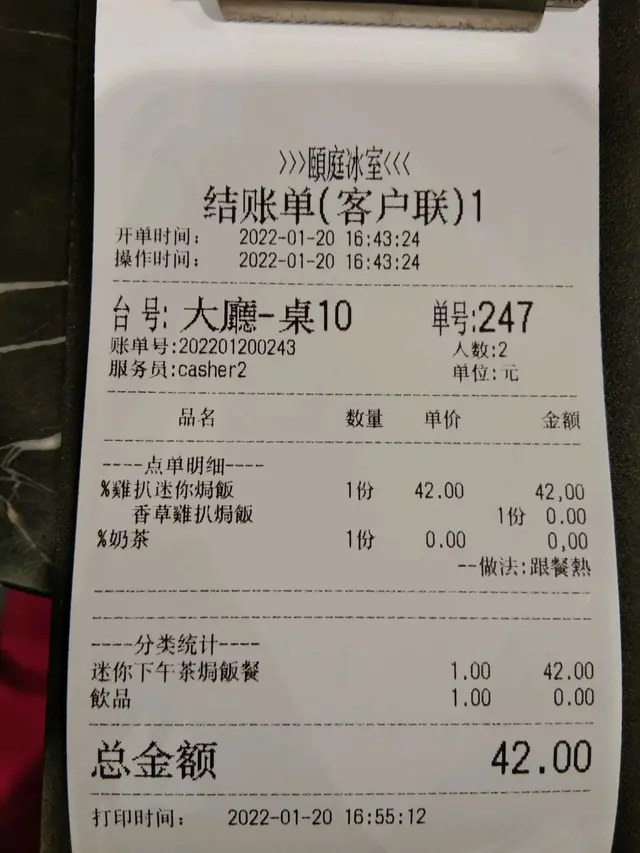 >>>頤庭冰室<<<
结账单(客户联)1
开单时间: 2022-01-20 16:43:24
操作时间: 2022-01-20 16:43:24
台号: 大廳-桌10 单号:247
账单号:202201200243 人数:2
服务员:casher2 单位:元
品名 数量 单价 金额
----点单明细----
%雞扒迷你焗飯 1份 42.00 42,00
香草雞扒焗飯 1份 0.00
%奶茶 1份 0.00 0,00
--做法:跟餐熱
----分类统计----
迷你下午茶焗飯餐 1.00 42.00
飲品 1.00 0.00
总金额 42.00
打印时间: 2022-01-20 16:55:12